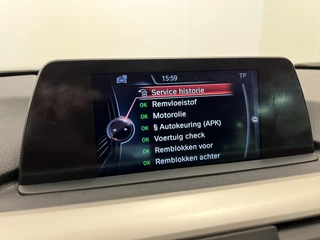 15:59
TP
Service historie
OK Remvloeistof
OK Motorolie
OK § Autokeuring (APK)
OK Voertuig check
OK Remblokken voor
OK Remblokken achter